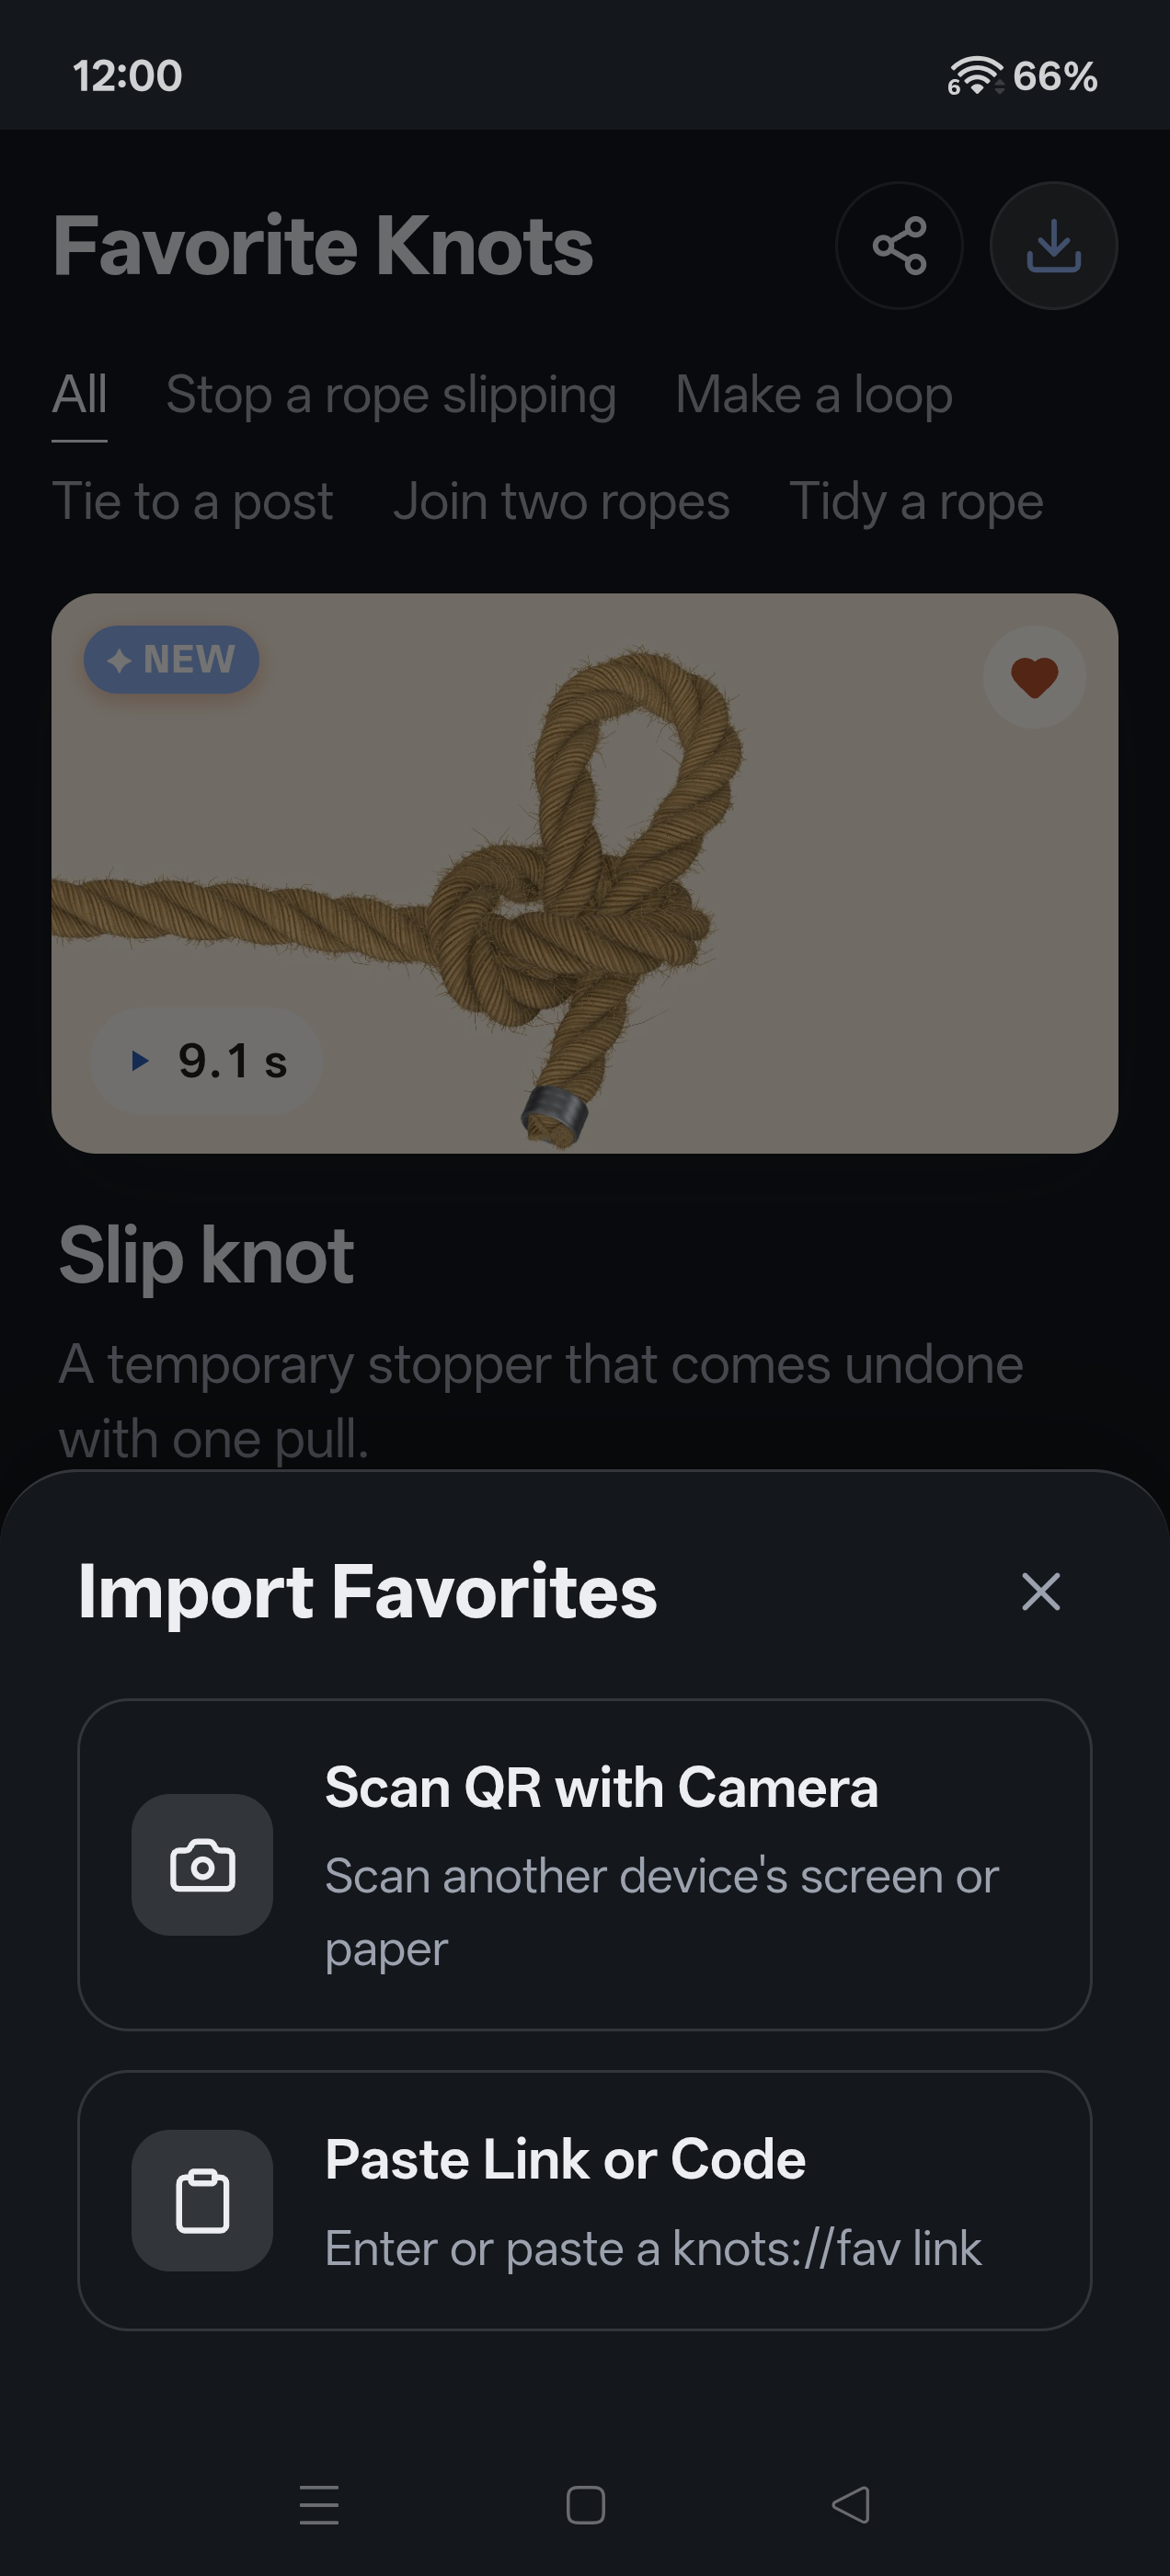 12:00
6 66%
Favorite Knots
All Stop a rope slipping Make a loop
Tie to a post Join two ropes Tidy a rope
NEW
9.1 s
Slip knot
A temporary stopper that comes undone
with one pull.
Import Favorites
Scan QR with Camera
Scan another device's screen or
paper
Paste Link or Code
Enter or paste a knots://fav link